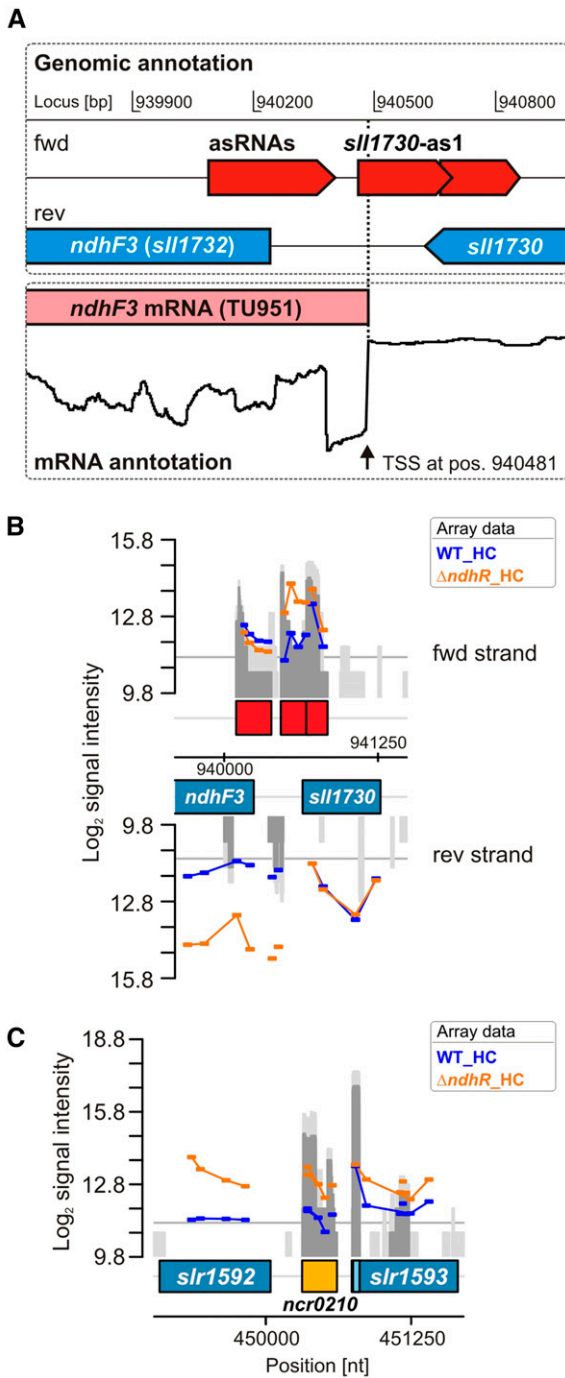 A
Genomic annotation
Locus [bp] 939900 940200 940500 940800
fwd
asRNAs sll1730-as1
rev
ndhF3 (sll1732) sll1730
ndhF3 mRNA (TU951)
mRNA anntotation
TSS at pos. 940481
B
Array data
WT_HC
ΔndhR_HC
15.8
12.8
9.8
fwd strand
940000 941250
ndhF3 sll1730
9.8
12.8
15.8
rev strand
Log2 signal intensity
C
Array data
WT_HC
ΔndhR_HC
18.8
15.8
12.8
9.8
Log2 signal intensity
slr1592 slr1593
ncr0210
450000 451250
Position [nt]